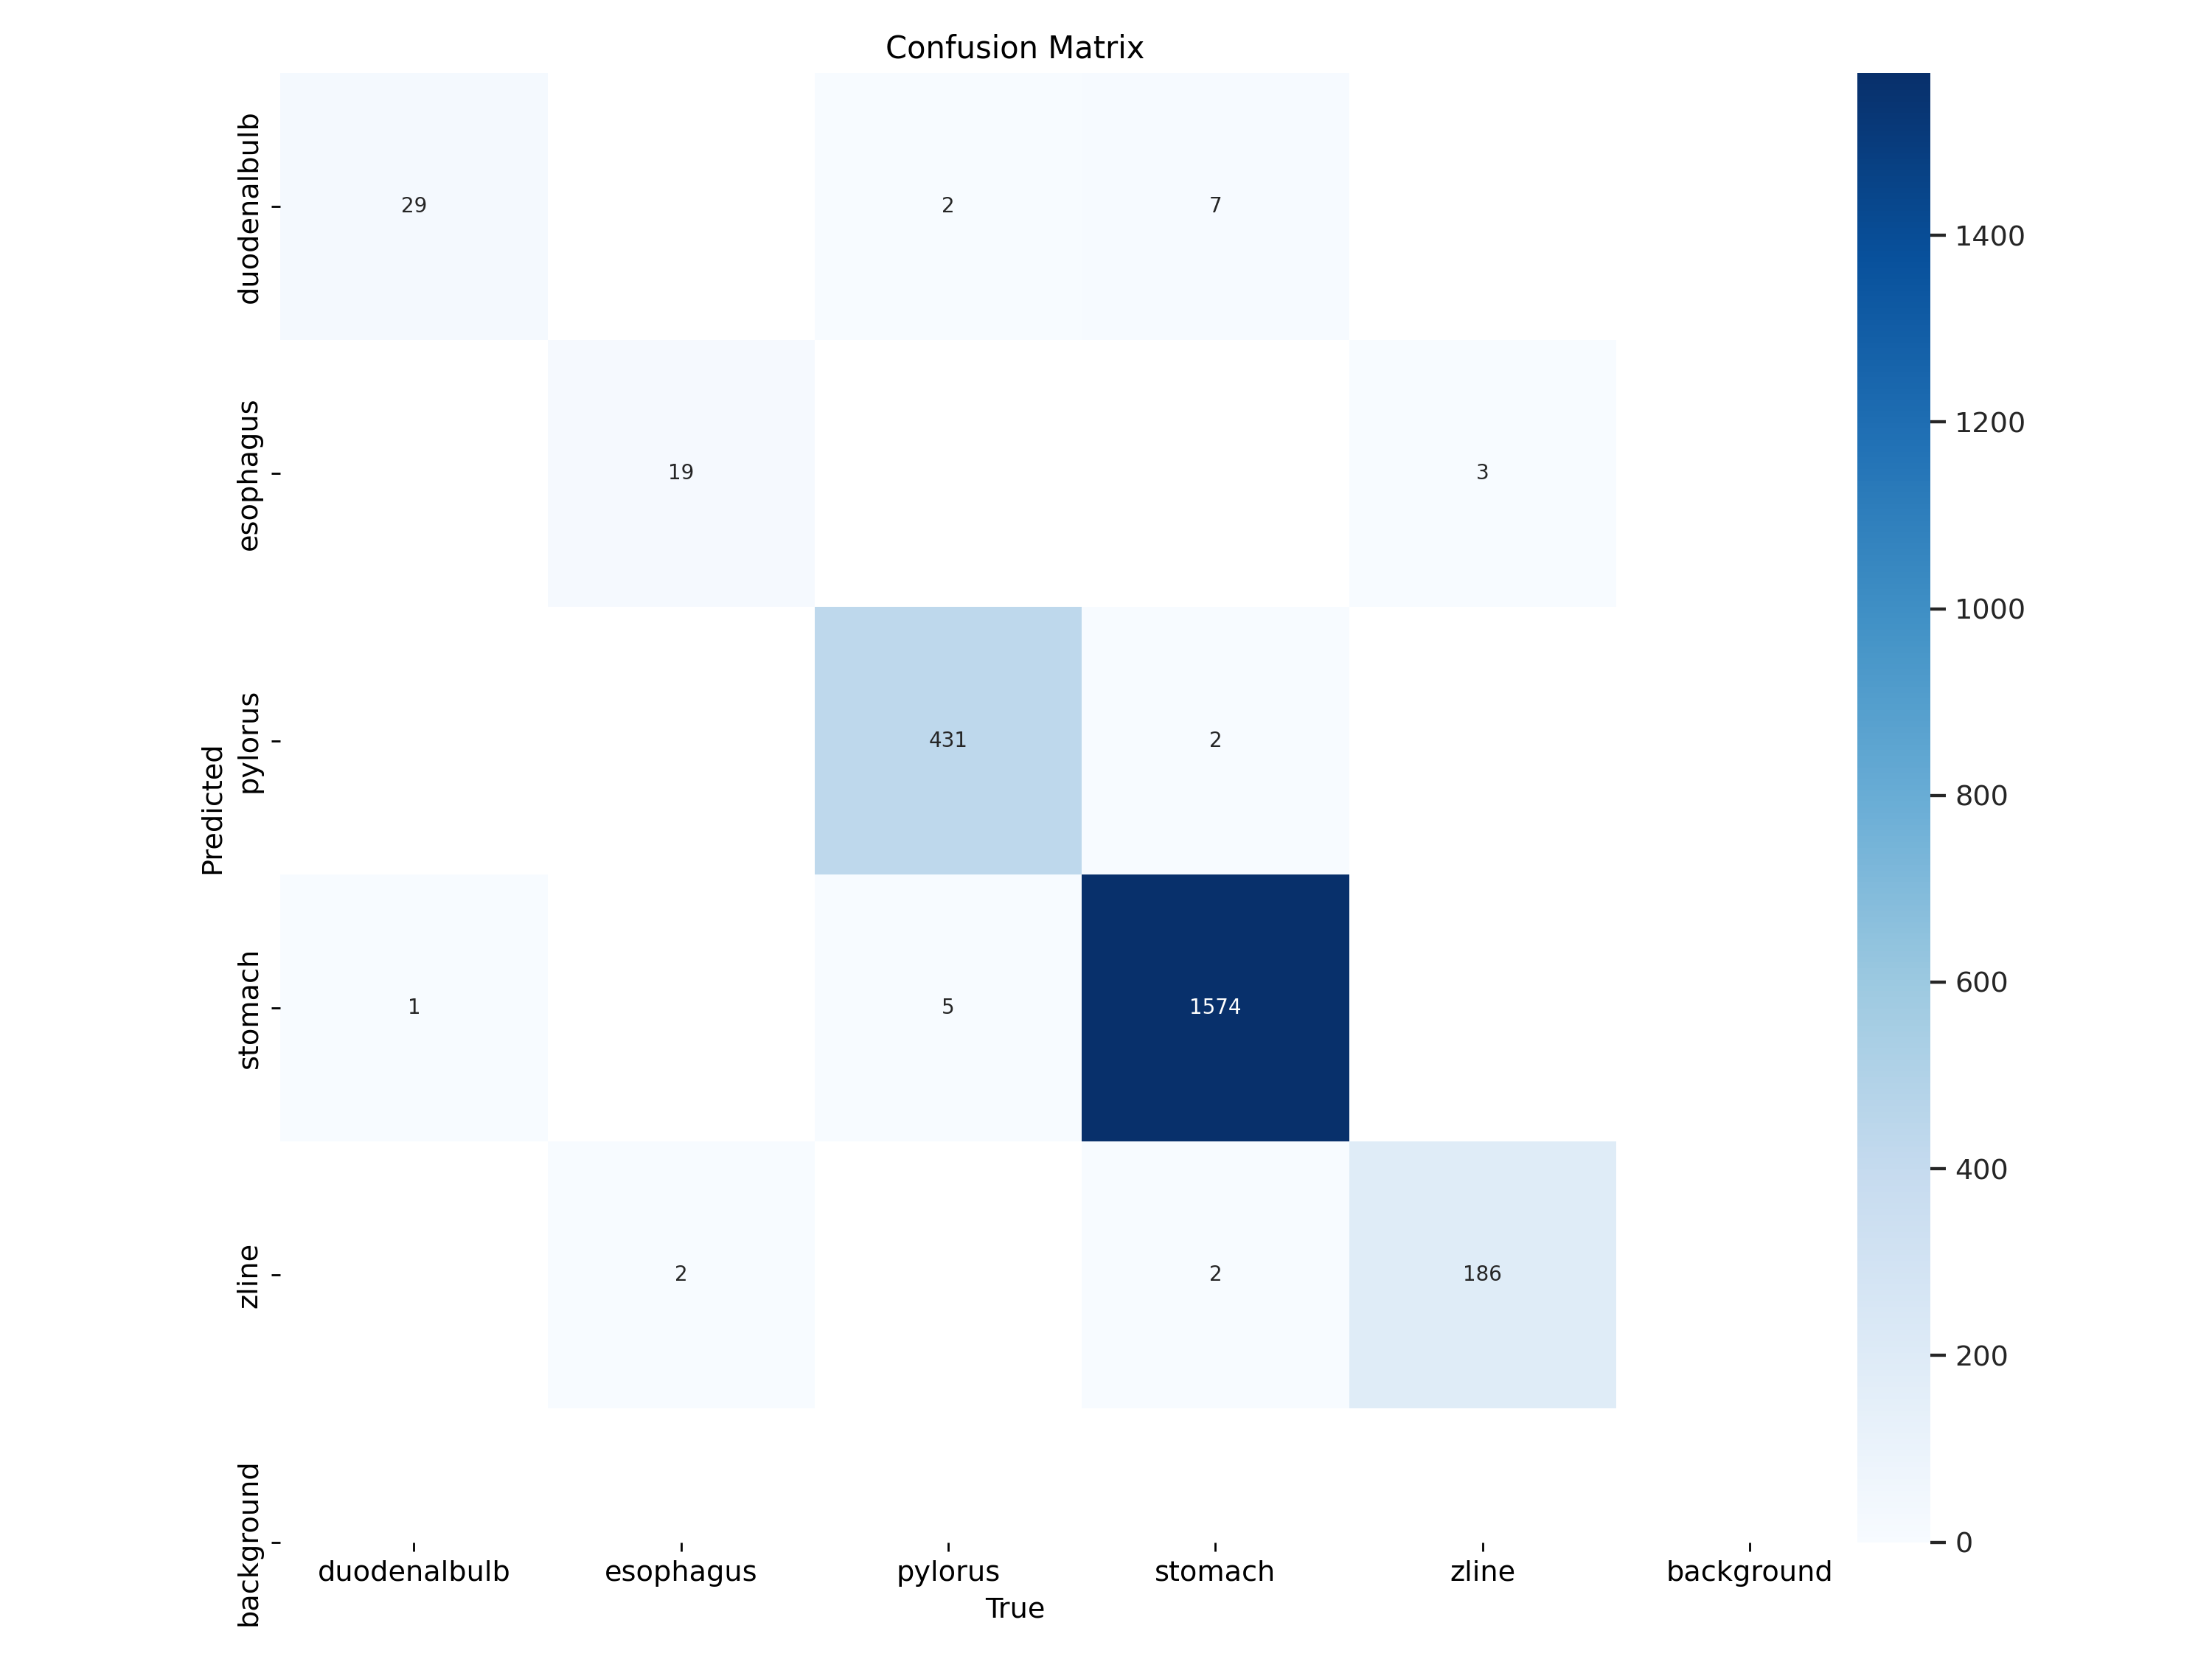 Confusion Matrix
Predicted
duodenalbulb
29 2 7
esophagus
19 3
pylorus
431 2
stomach
1 5 1574
zline
2 2 186
background
duodenalbulb esophagus pylorus stomach zline background
True
1400
1200
1000
800
600
400
200
0